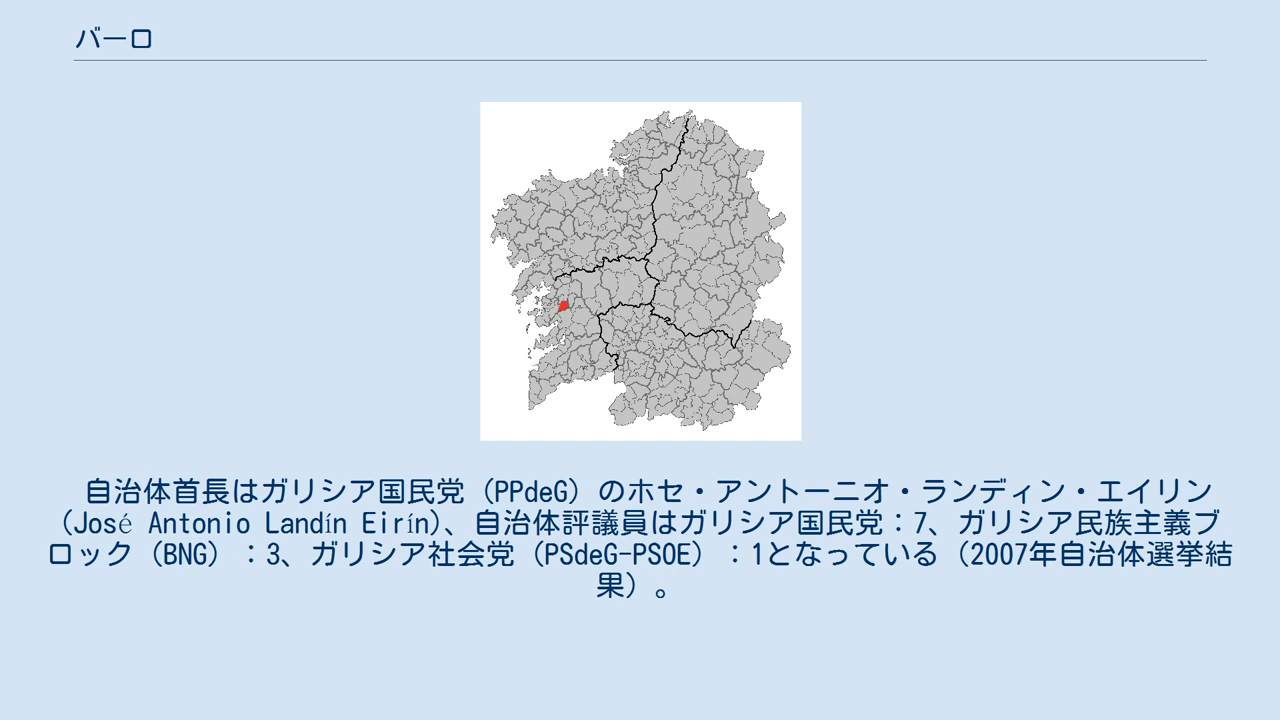 バーロ
自治体首長はガリシア国民党（PPdeG）のホセ・アントーニオ・ランディン・エイリン
（José Antonio Landín Eirín)、自治体評議員はガリシア国民党：7、ガリシア民族主義ブ
ロック（BNG）：3、ガリシア社会党（PSdeG-PSOE）：1となっている（2007年自治体選挙結
果）。